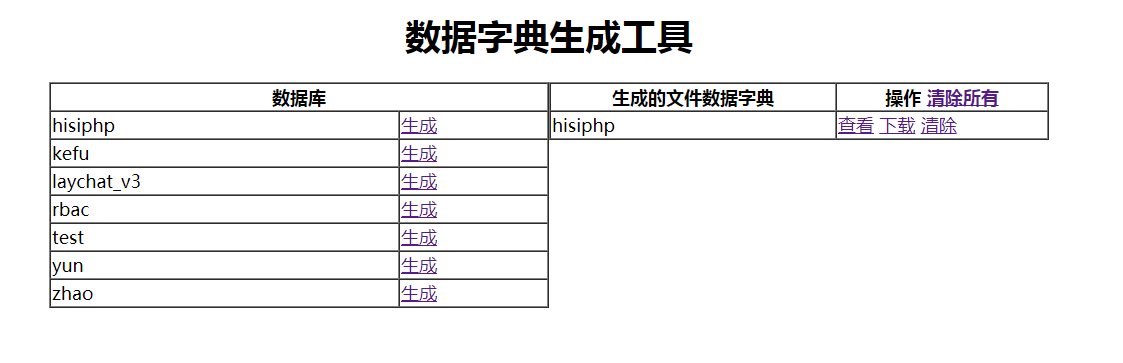 数据字典生成工具
数据库 生成的文件数据字典 操作 清除所有
hisiphp 生成 hisiphp 查看 下载 清除
kefu 生成
laychat_v3 生成
rbac 生成
test 生成
yun 生成
zhao 生成